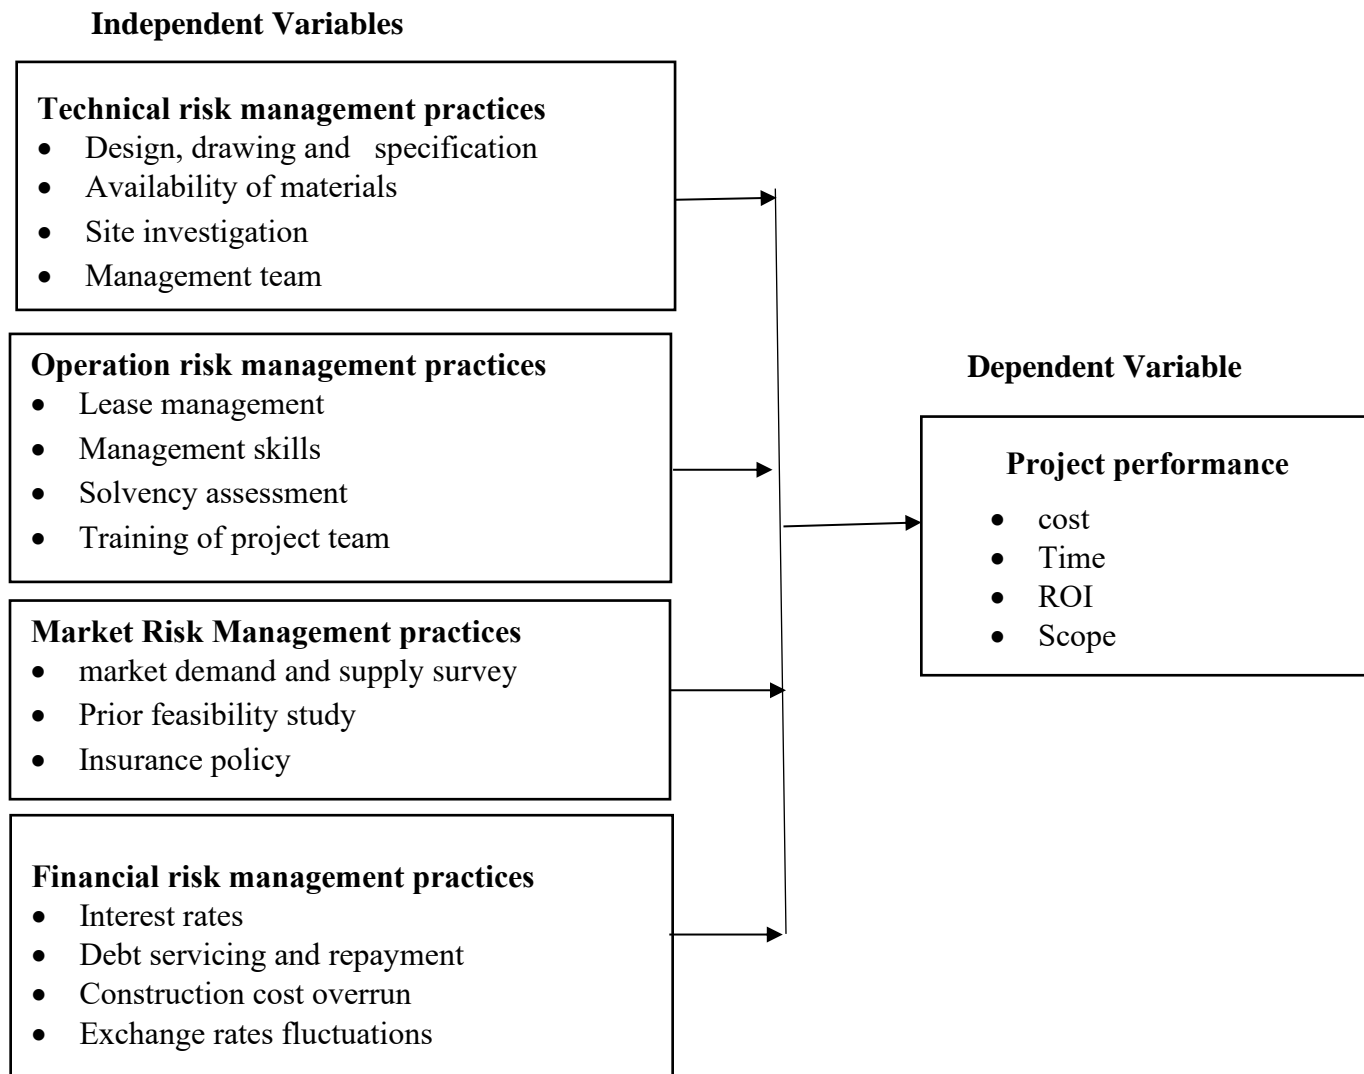 Independent Variables
Technical risk management practices
• Design, drawing and specification
• Availability of materials
• Site investigation
• Management team
Operation risk management practices
• Lease management
• Management skills
• Solvency assessment
• Training of project team
Market Risk Management practices
• market demand and supply survey
• Prior feasibility study
• Insurance policy
Financial risk management practices
• Interest rates
• Debt servicing and repayment
• Construction cost overrun
• Exchange rates fluctuations
Dependent Variable
Project performance
• cost
• Time
• ROI
• Scope